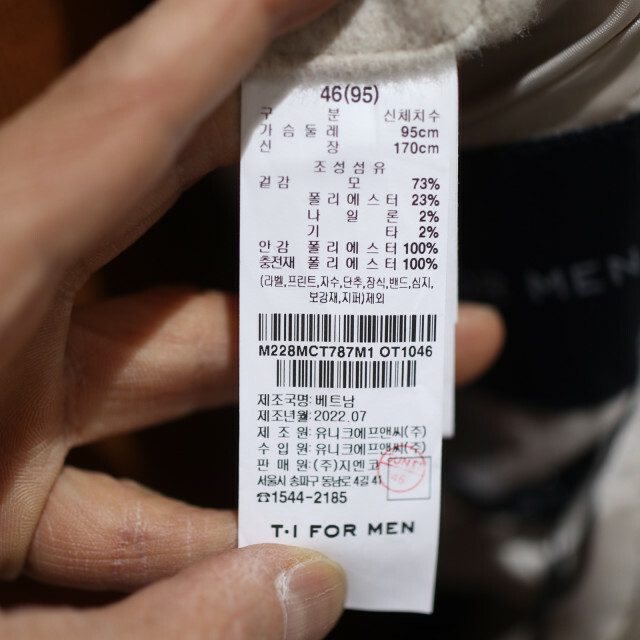 46(95)
구 분 신체치수
가 슴 둘 레 95cm
신 장 170cm
조 성 섬 유
겉 감 모 73%
폴 리 에 스 터 23%
나 일 론 2%
기 타 2%
안 감 폴 리 에 스 터 100%
충전재 폴 리 에 스 터 100%
(라벨,프린트,자수,단추,장식,밴드,심지,
보강재,지퍼)제외
M228MCT787M1 OT1046
제조국명: 베트남
제조년월: 2022.07
제 조 원: 유니크에프앤씨(주)
수 입 원: 유니크에프앤씨(주)
판 매 원: (주)지엔코
서울시 송파구 동남로 4길 41
☎1544-2185
T·I FOR MEN
FOR MEN